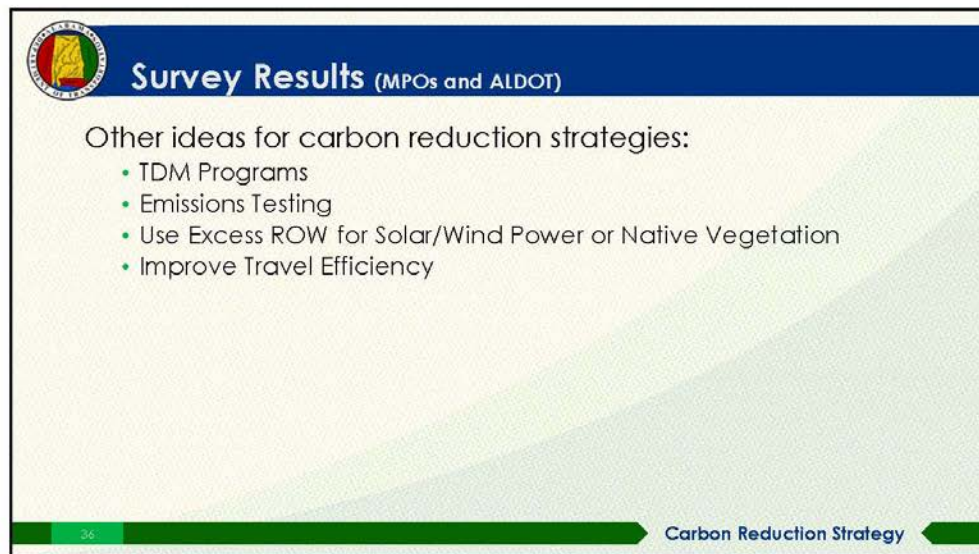 Survey Results (MPOs and ALDOT)
Other ideas for carbon reduction strategies:
• TDM Programs
• Emissions Testing
• Use Excess ROW for Solar/Wind Power or Native Vegetation
• Improve Travel Efficiency
36
Carbon Reduction Strategy